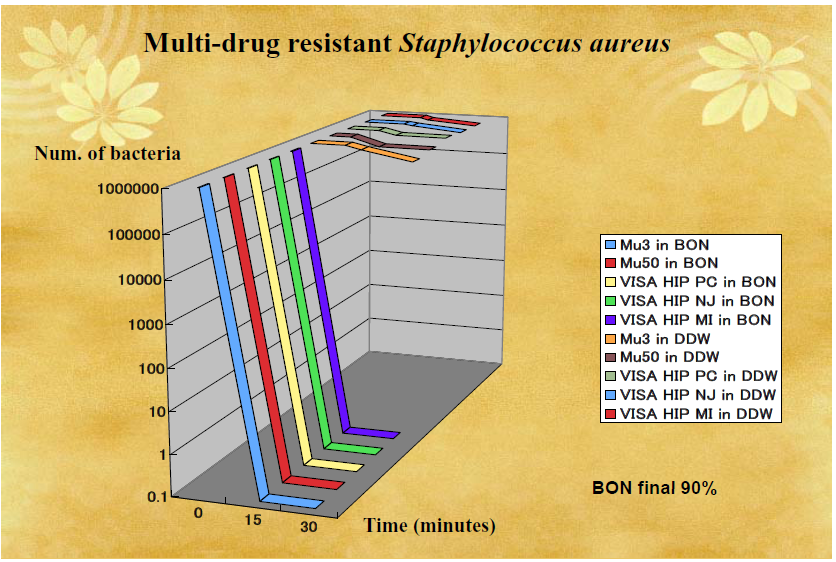 Multi-drug resistant Staphylococcus aureus
Num. of bacteria
1000000
100000
10000
1000
100
10
1
0.1
0
15
30
Time (minutes)
Mu3 in BON
Mu50 in BON
VISA HIP PC in BON
VISA HIP NJ in BON
VISA HIP MI in BON
Mu3 in DDW
Mu50 in DDW
VISA HIP PC in DDW
VISA HIP NJ in DDW
VISA HIP MI in DDW
BON final 90%